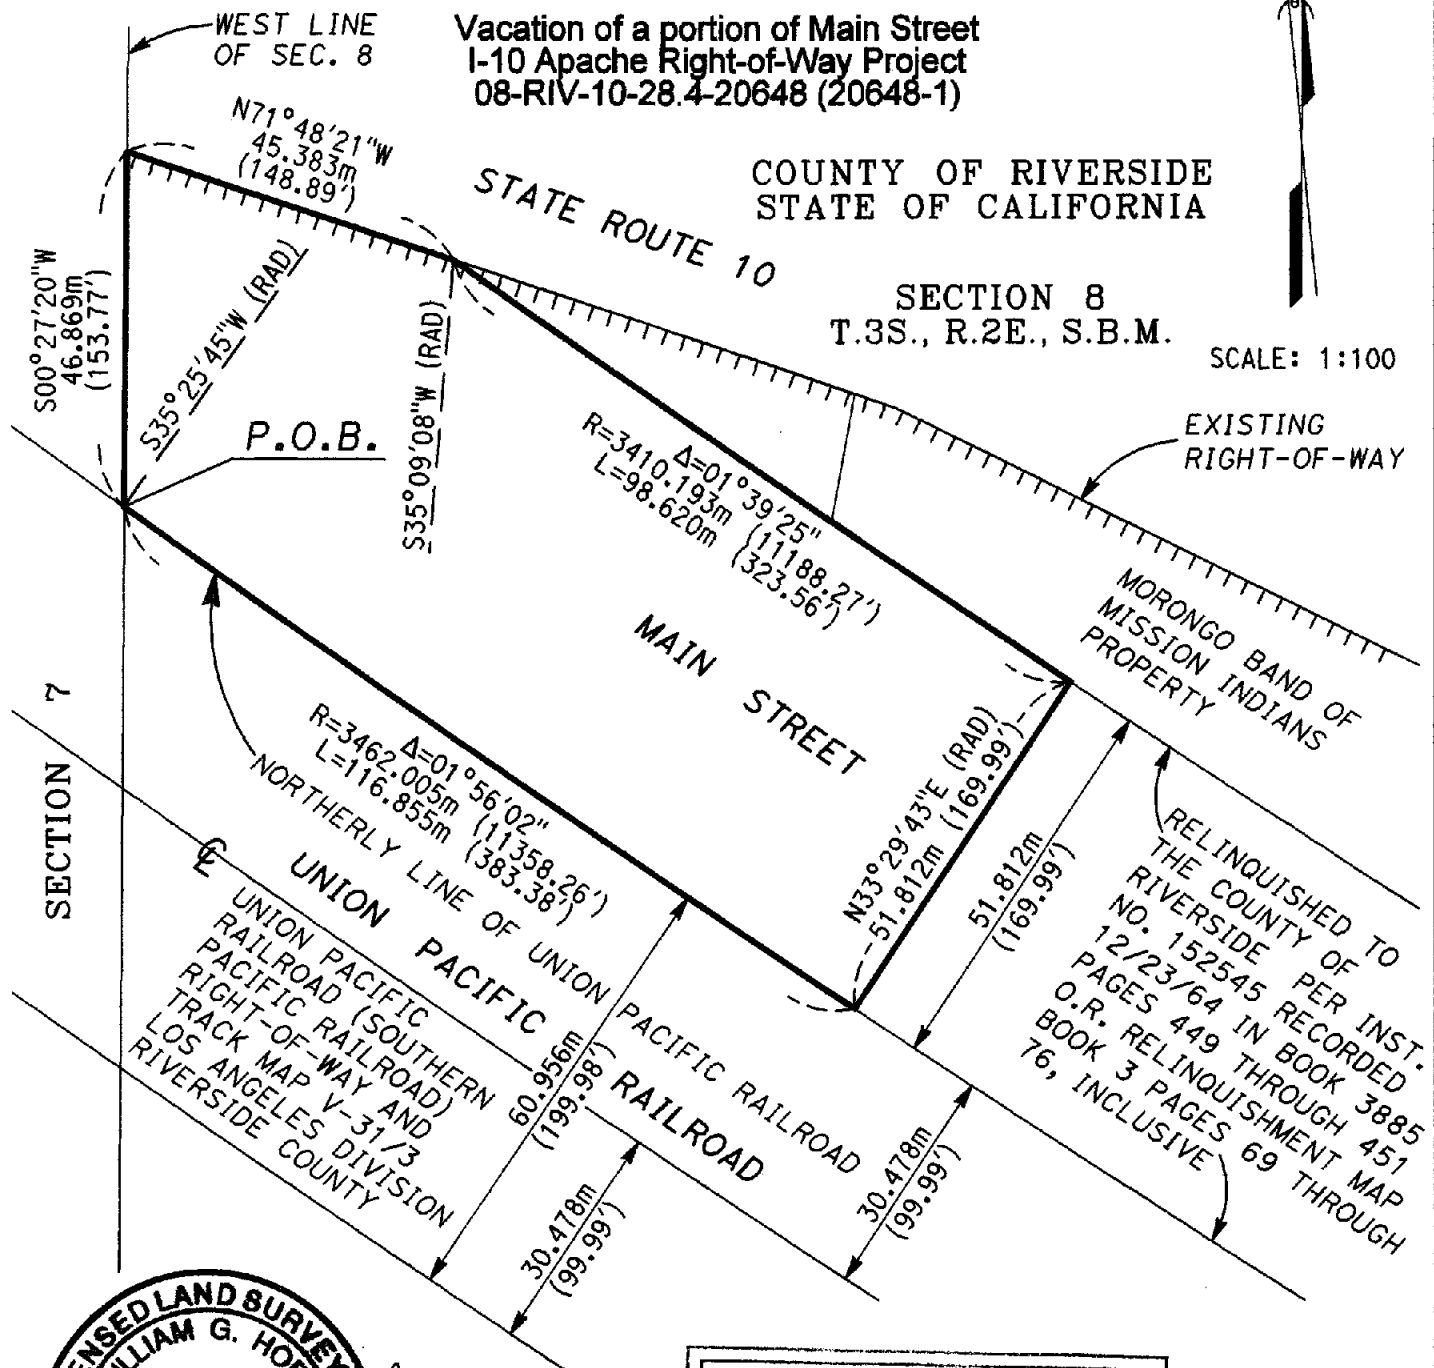 WEST LINE
OF SEC. 8
Vacation of a portion of Main Street
I-10 Apache Right-of-Way Project
08-RIV-10-28.4-20648 (20648-1)
N71°48'21"W
45.383m
(148.89')
STATE ROUTE 10
COUNTY OF RIVERSIDE
STATE OF CALIFORNIA
SECTION 8
T.3S., R.2E., S.B.M.
SCALE: 1:100
EXISTING
RIGHT-OF-WAY
S00°27'20"W
46.869m
(153.77')
S35°25'45"W (RAD)
S35°09'08"W (RAD)
P.O.B.
Δ=01°39'25"
R=3410.193m (11188.27')
L=98.620m (323.56')
MAIN STREET
MORONGO BAND OF
MISSION INDIANS
PROPERTY
SECTION 7
Δ=01°56'02"
R=3462.005m (11358.26')
L=116.855m (383.38')
NORTHERLY LINE OF UNION PACIFIC RAILROAD
N33°29'43"E (RAD)
51.812m (169.99')
51.812m
(169.99')
RELINQUISHED TO
THE COUNTY OF
RIVERSIDE PER INST.
NO. 152545 RECORDED
12/23/64 IN BOOK 3885
PAGES 449 THROUGH 451
O.R. RELINQUISHMENT MAP
BOOK 3 PAGES 69 THROUGH
76, INCLUSIVE
℄ UNION PACIFIC RAILROAD
UNION PACIFIC
RAILROAD (SOUTHERN
PACIFIC RAILROAD)
RIGHT-OF-WAY AND
TRACK MAP V-31/3
LOS ANGELES DIVISION
RIVERSIDE COUNTY
60.956m
(199.98')
30.478m
(99.99')
30.478m
(99.99')
ENSED LAND SURVEY
LLIAM G. HO